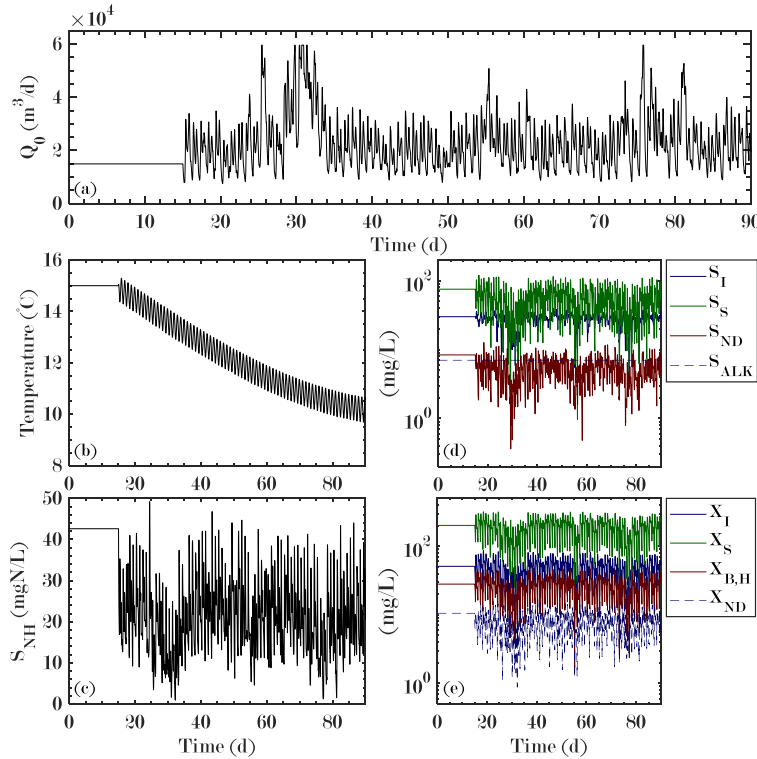 ×10⁴
6
4
2
0
Q₀ (m³/d)
(a)
0 10 20 30 40 50 60 70 80 90
Time (d)
16
14
12
10
8
Temperature (°C)
(b)
0 20 40 60 80
10²
10⁰
(mg/L)
(d)
20 40 60 80
S_I
S_S
S_ND
S_ALK
50
40
30
20
10
0
S_NH (mgN/L)
(c)
0 20 40 60 80
Time (d)
10²
10⁰
(mg/L)
(e)
0 20 40 60 80
Time (d)
X_I
X_S
X_B,H
X_ND